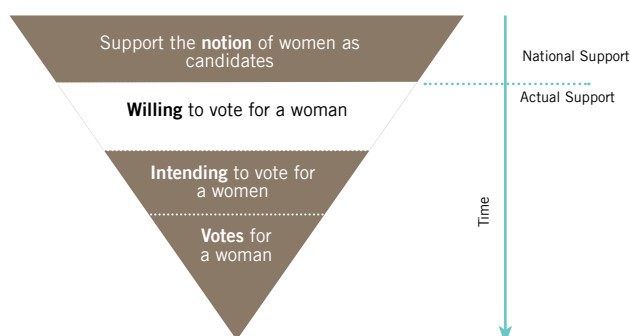 Support the notion of women as
candidates
National Support
Actual Support
Willing to vote for a woman
Intending to vote for
a women
Votes for
a woman
Time